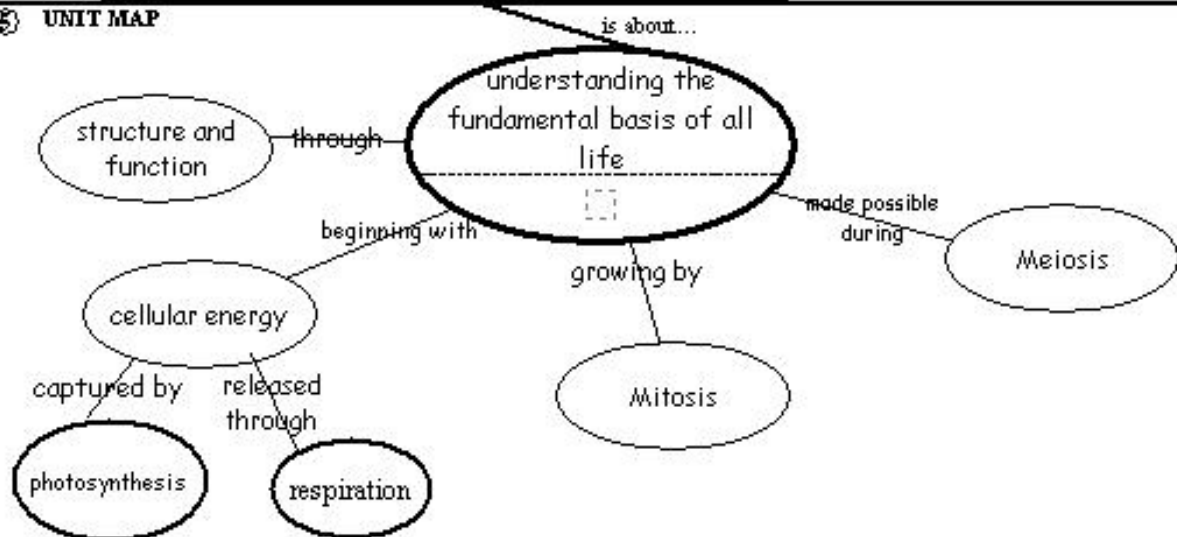 5 UNIT MAP
is about...
understanding the
fundamental basis of all
life
structure and
function
through
beginning with
made possible
during
Meiosis
growing by
cellular energy
captured by
released
through
Mitosis
photosynthesis
respiration